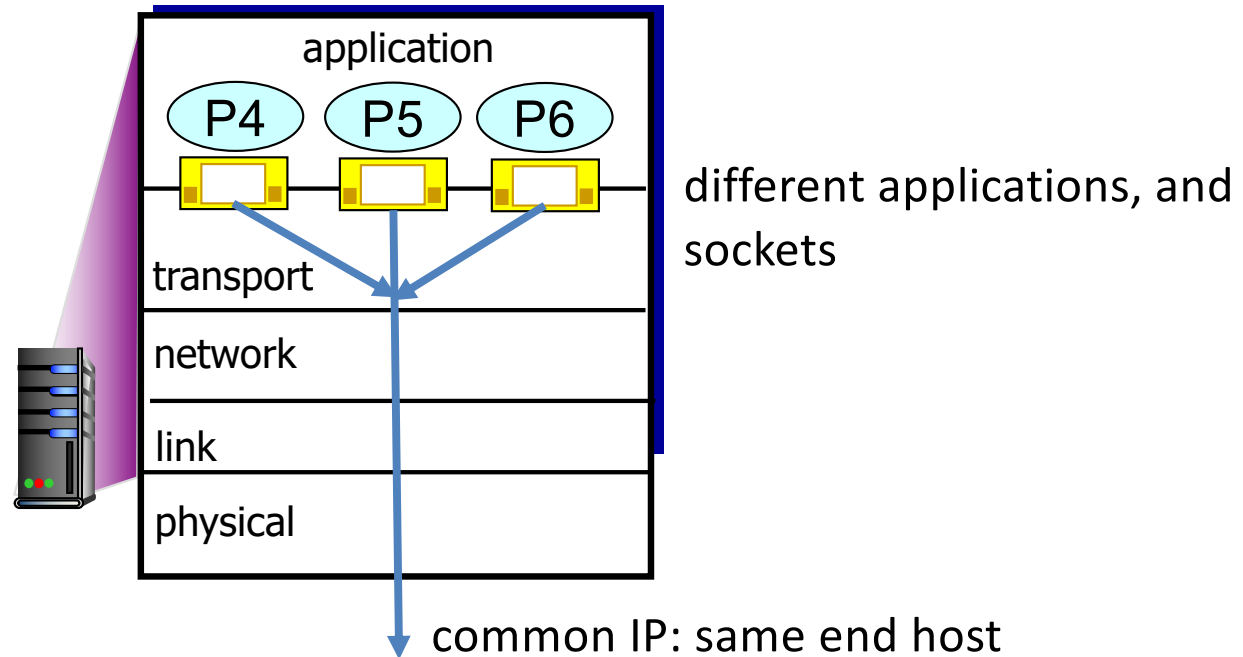 application
P4 P5 P6
different applications, and
sockets
transport
network
link
physical
common IP: same end host